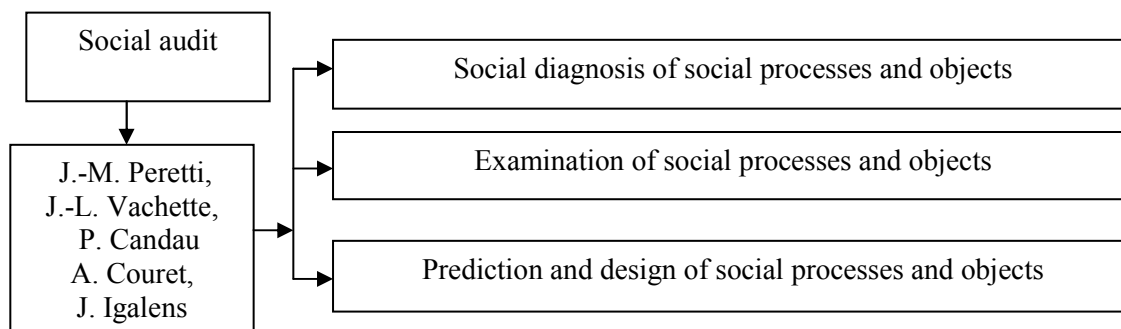 Social audit
J.-M. Peretti,
J.-L. Vachette,
P. Candau
A. Couret,
J. Igalens
Social diagnosis of social processes and objects
Examination of social processes and objects
Prediction and design of social processes and objects